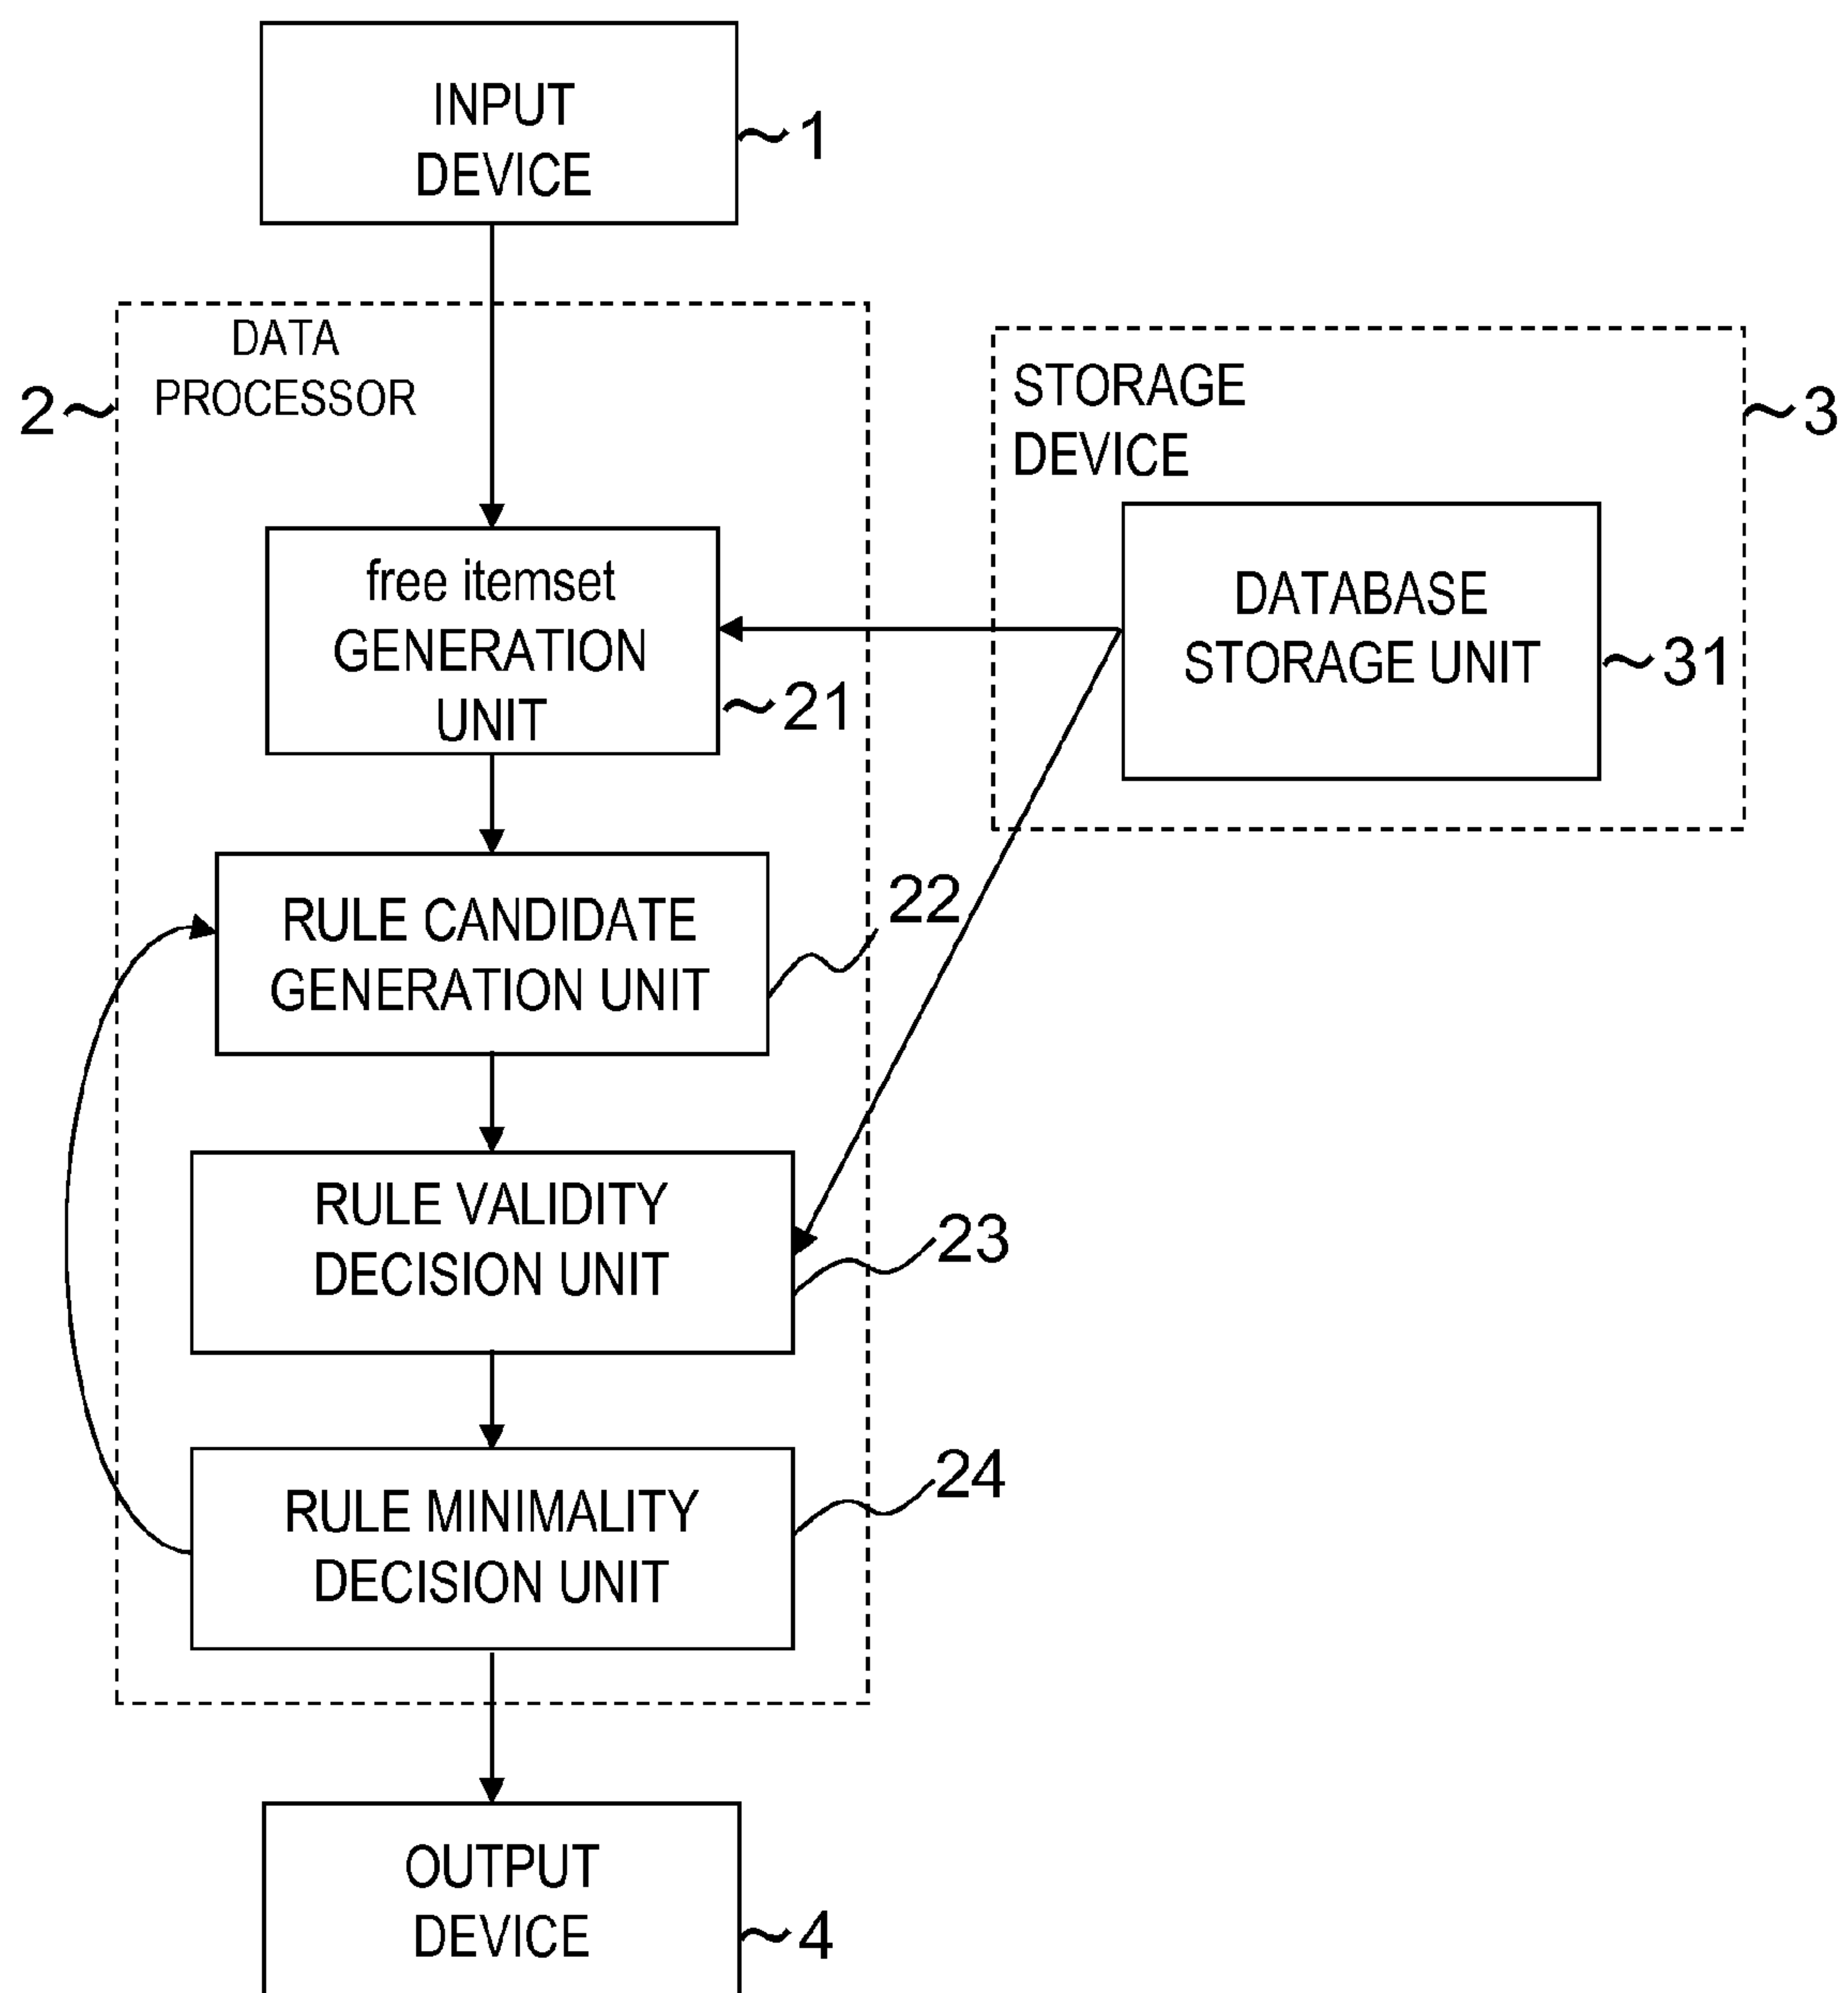 INPUT
DEVICE
1
DATA
PROCESSOR
2
STORAGE
DEVICE
3
free itemset
GENERATION
UNIT
21
DATABASE
STORAGE UNIT
31
RULE CANDIDATE
GENERATION UNIT
22
RULE VALIDITY
DECISION UNIT
23
RULE MINIMALITY
DECISION UNIT
24
OUTPUT
DEVICE
4